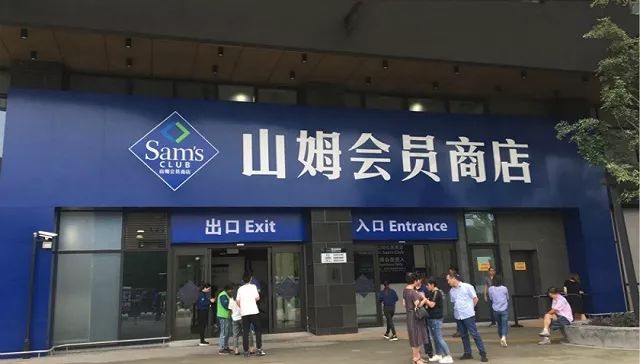 Sam's
CLUB
山姆会员商店
山姆会员商店
出口 Exit
入口 Entrance